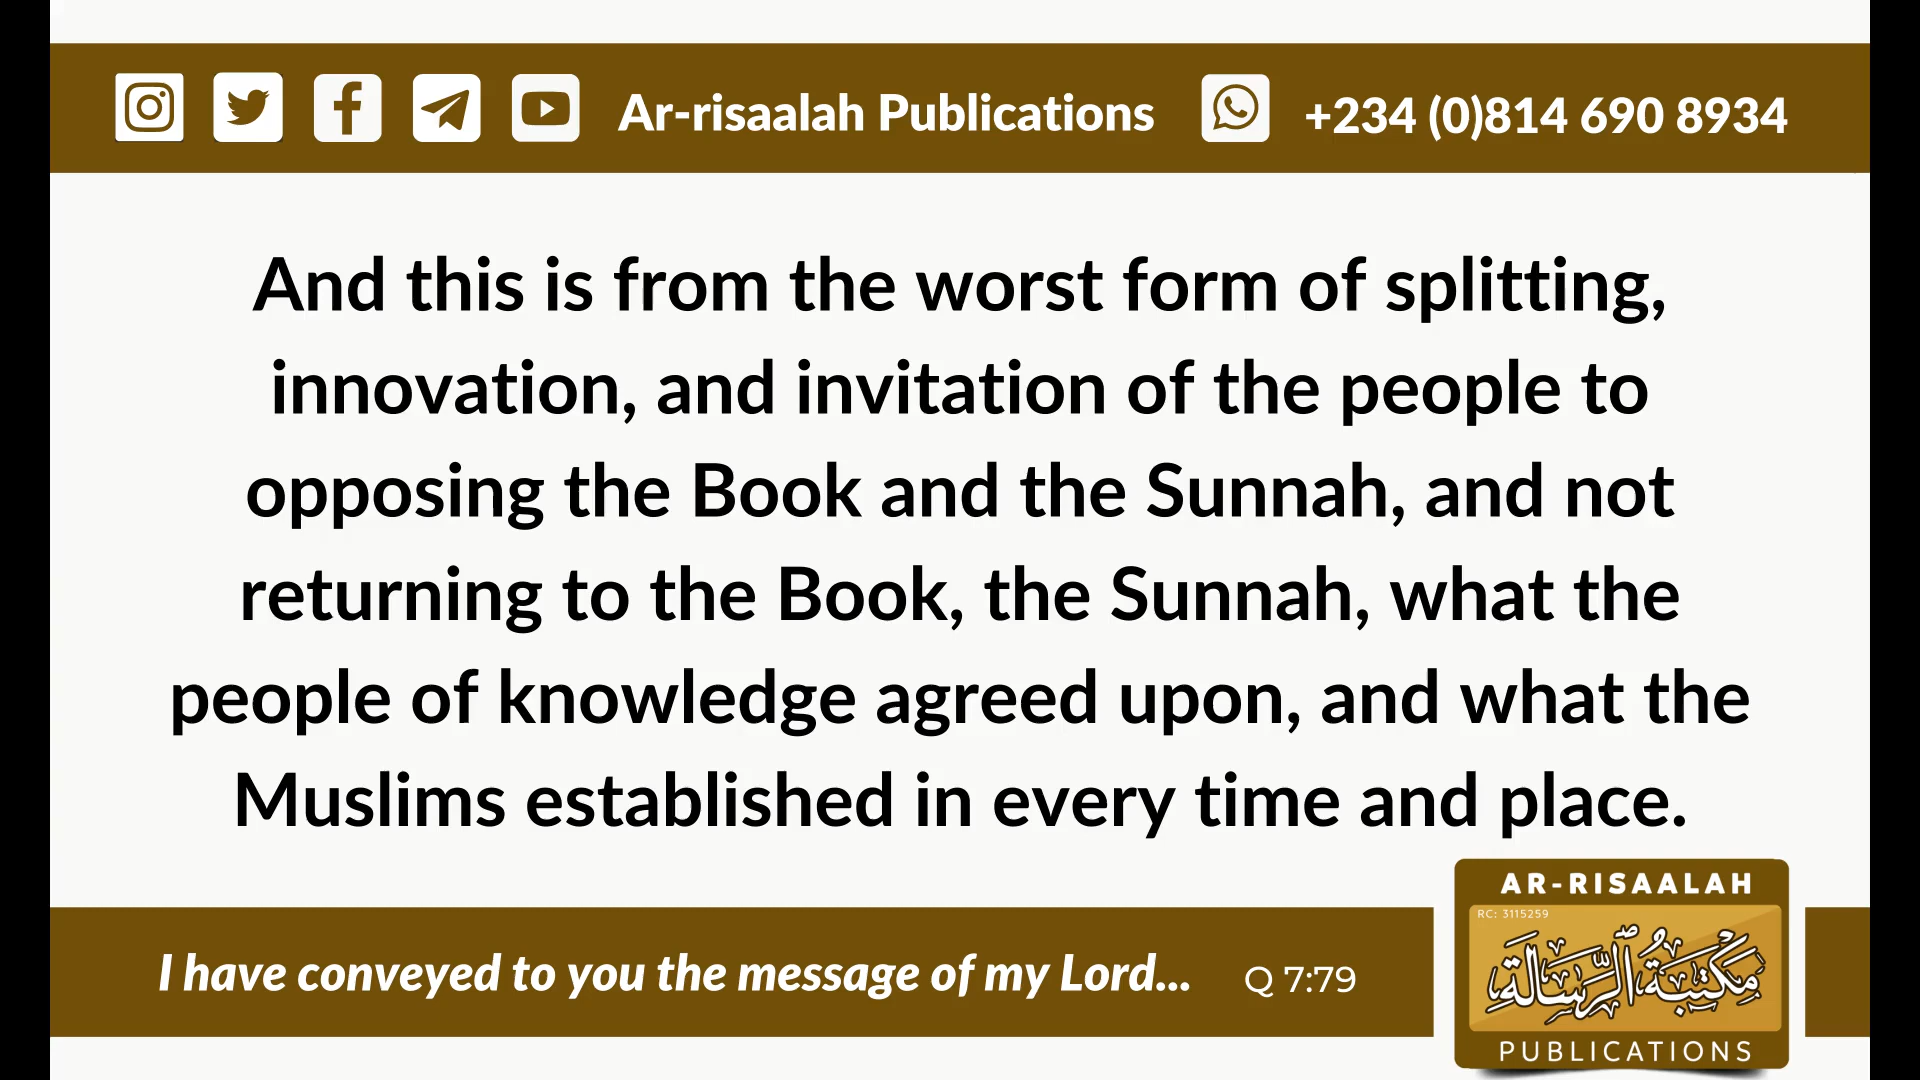 Ar-risaalah Publications +234 (0)814 690 8934
And this is from the worst form of splitting,
innovation, and invitation of the people to
opposing the Book and the Sunnah, and not
returning to the Book, the Sunnah, what the
people of knowledge agreed upon, and what the
Muslims established in every time and place.
I have conveyed to you the message of my Lord... Q 7:79
AR-RISAALAH
RC: 3115259
مَكْتَبَةُ الرِّسَالَةِ
PUBLICATIONS